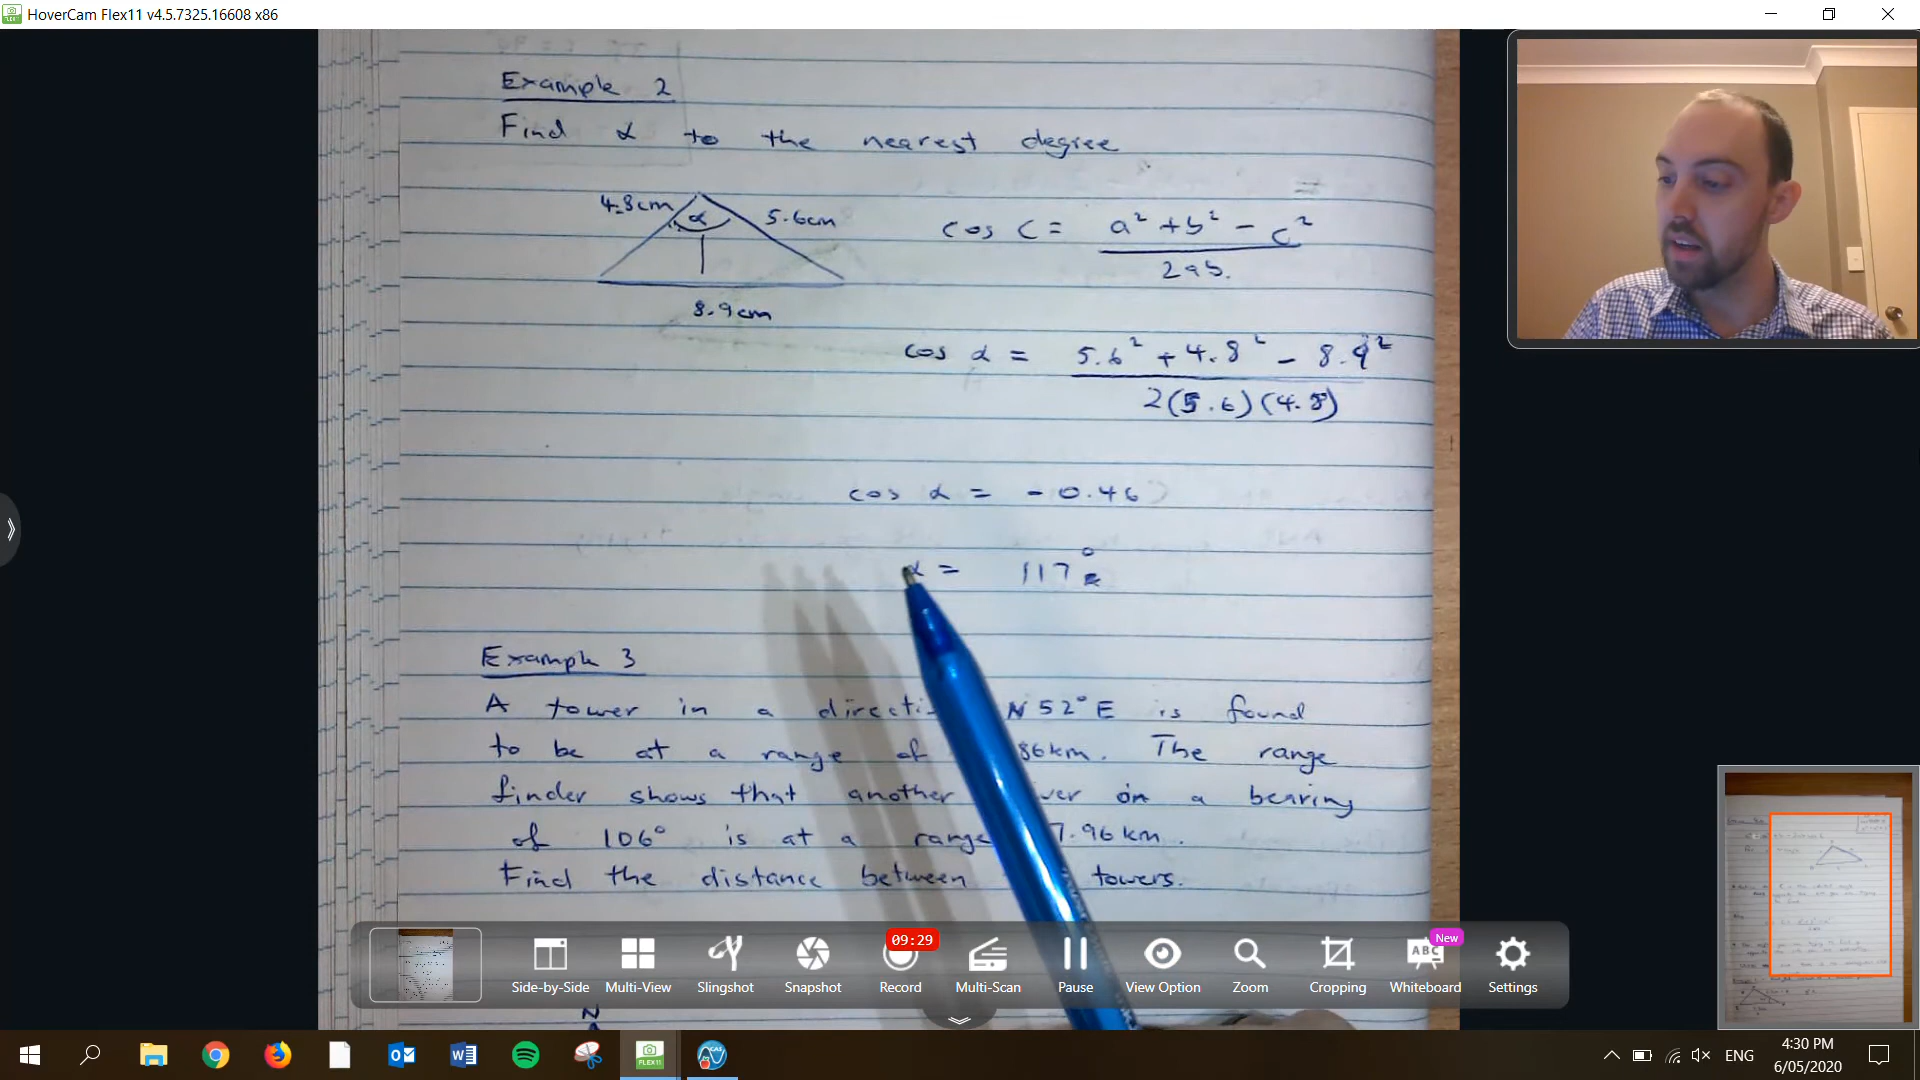 HoverCam Flex11 v4.5.7325.16608 x86
Example 2
Find α to the nearest degree
4.8cm
α
5.6cm
8.9cm
cos C = a² + b² - c²
2ab.
cos α = 5.6² + 4.8² - 8.9²
2(5.6)(4.8)
cos α = -0.46
α = 117°
Example 3
A tower in a N52°E is found
to be at a range of 86km. The range
finder shows that another on a bearing
of 106° is at a range 7.96km.
Find the distance between towers.
N
09:29
New
ABC
Side-by-Side
Multi-View
Slingshot
Snapshot
Record
Multi-Scan
Pause
View Option
Zoom
Cropping
Whiteboard
Settings
FLEX11
ENG
4:30 PM
6/05/2020